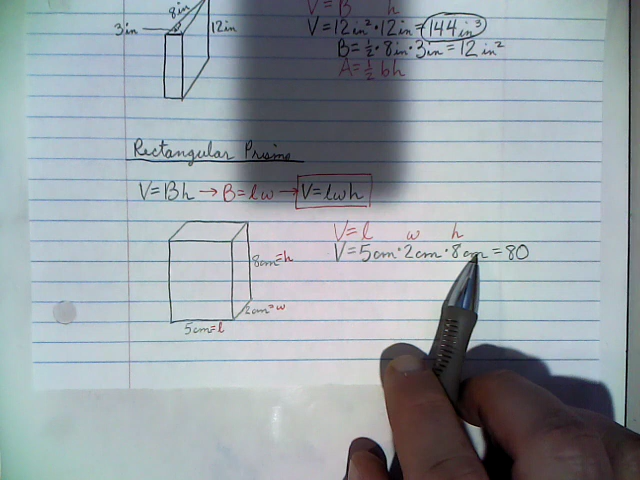 8in
3in
12in
V = B h
V = 12in²·12in = 144in³
B = ½·8in·3in = 12in²
A = ½bh
Rectangular Prisms
V = Bh → B = lw → V = lwh
V = l w h
V = 5cm·2cm·8cm = 80
8cm = h
2cm = w
5cm = l